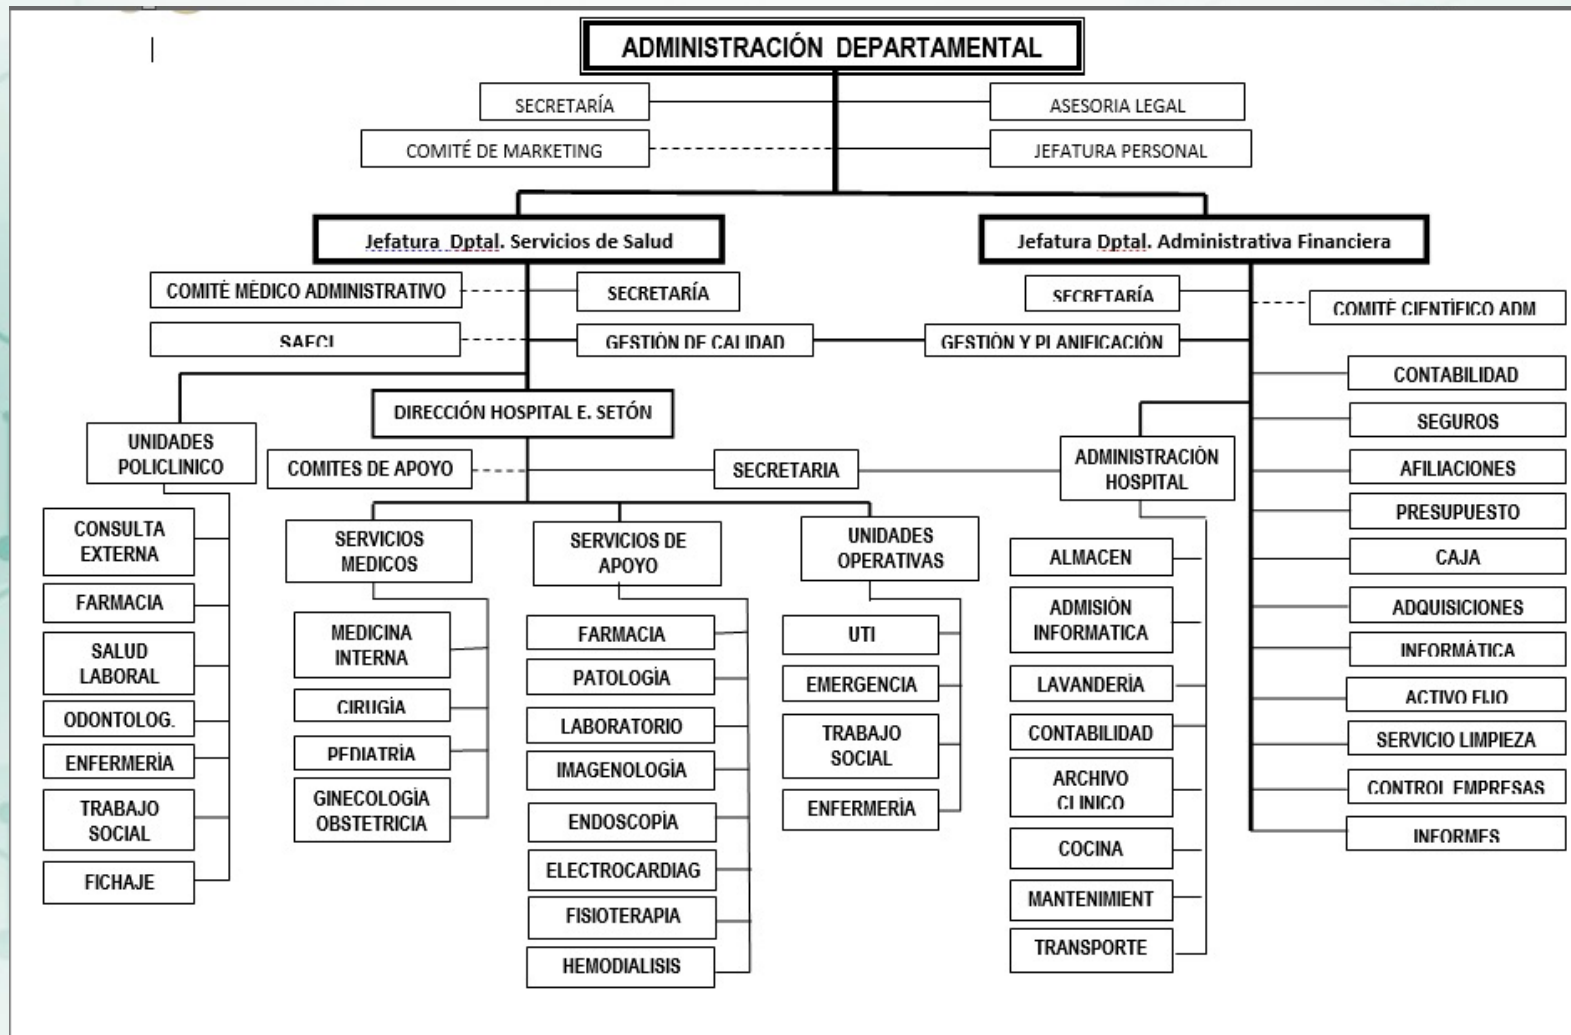 ADMINISTRACIÓN DEPARTAMENTAL
SECRETARÍA
ASESORIA LEGAL
COMITÉ DE MARKETING
JEFATURA PERSONAL
Jefatura Dptal. Servicios de Salud
Jefatura Dptal. Administrativa Financiera
COMITÉ MÉDICO ADMINISTRATIVO
SECRETARÍA
SECRETARÍA
COMITÉ CIENTÍFICO ADM
SAFCI
GESTIÓN DE CALIDAD
GESTIÓN Y PLANIFICACIÓN
CONTABILIDAD
SEGUROS
AFILIACIONES
PRESUPUESTO
CAJA
ADQUISICIONES
INFORMÁTICA
ACTIVO FIJO
SERVICIO LIMPIEZA
CONTROL EMPRESAS
INFORMES
DIRECCIÓN HOSPITAL E. SETÓN
UNIDADES
POLICLINICO
COMITES DE APOYO
SECRETARIA
ADMINISTRACIÓN
HOSPITAL
CONSULTA
EXTERNA
FARMACIA
SALUD
LABORAL
ODONTOLOG.
ENFERMERÍA
TRABAJO
SOCIAL
FICHAJE
SERVICIOS
MEDICOS
MEDICINA
INTERNA
CIRUGÍA
PEDIATRÍA
GINECOLOGÍA
OBSTETRICIA
SERVICIOS DE
APOYO
FARMACIA
PATOLOGÍA
LABORATORIO
IMAGENOLOGÍA
ENDOSCOPÍA
ELECTROCARDIAG
FISIOTERAPIA
HEMODIALISIS
UNIDADES
OPERATIVAS
UTI
EMERGENCIA
TRABAJO
SOCIAL
ENFERMERÍA
ALMACEN
ADMISIÓN
INFORMATICA
LAVANDERÍA
CONTABILIDAD
ARCHIVO
CLINICO
COCINA
MANTENIMIENT
TRANSPORTE